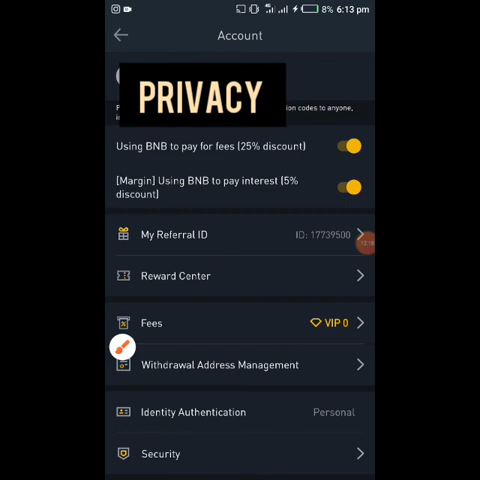 8% 6:13 pm
Account
PRIVACY
ion codes to anyone,
Using BNB to pay for fees (25% discount)
[Margin] Using BNB to pay interest (5%
discount)
My Referral ID
ID: 17739500
Reward Center
Fees
VIP 0
Withdrawal Address Management
Identity Authentication
Personal
Security